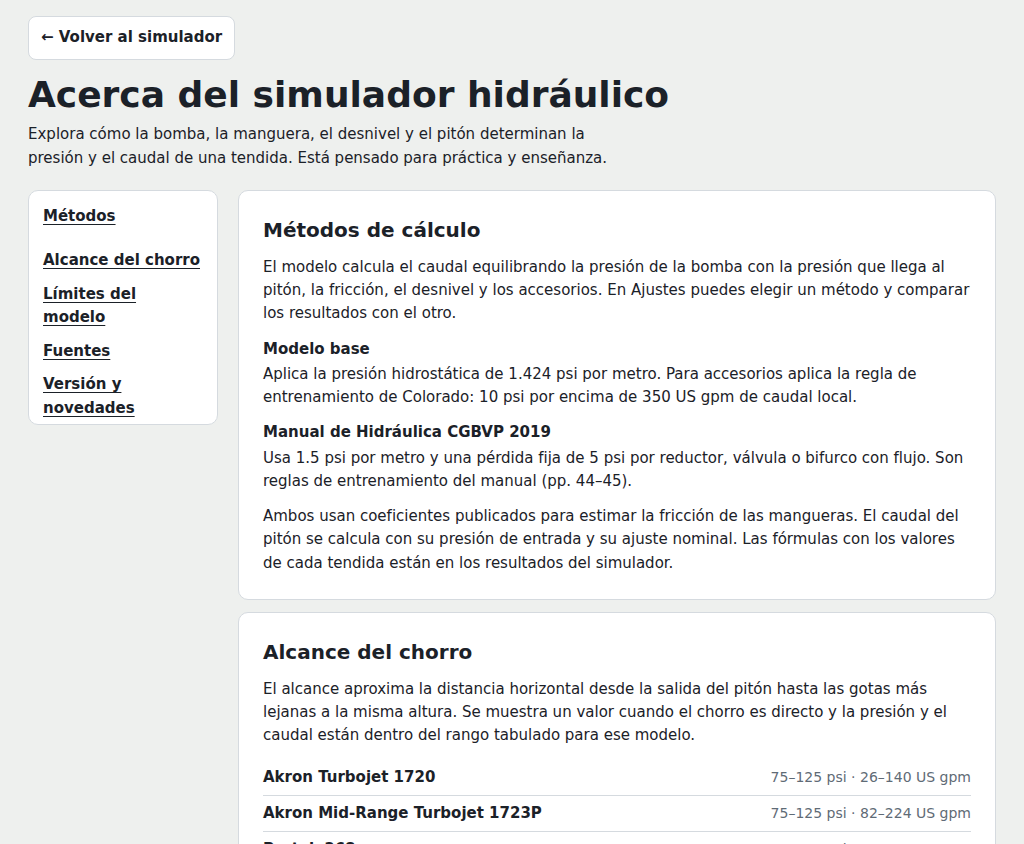 ← Volver al simulador
Acerca del simulador hidráulico
Explora cómo la bomba, la manguera, el desnivel y el pitón determinan la
presión y el caudal de una tendida. Está pensado para práctica y enseñanza.
Métodos
Alcance del chorro
Límites del
modelo
Fuentes
Versión y
novedades
Métodos de cálculo
El modelo calcula el caudal equilibrando la presión de la bomba con la presión que llega al
pitón, la fricción, el desnivel y los accesorios. En Ajustes puedes elegir un método y comparar
los resultados con el otro.
Modelo base
Aplica la presión hidrostática de 1.424 psi por metro. Para accesorios aplica la regla de
entrenamiento de Colorado: 10 psi por encima de 350 US gpm de caudal local.
Manual de Hidráulica CGBVP 2019
Usa 1.5 psi por metro y una pérdida fija de 5 psi por reductor, válvula o bifurco con flujo. Son
reglas de entrenamiento del manual (pp. 44–45).
Ambos usan coeficientes publicados para estimar la fricción de las mangueras. El caudal del
pitón se calcula con su presión de entrada y su ajuste nominal. Las fórmulas con los valores
de cada tendida están en los resultados del simulador.
Alcance del chorro
El alcance aproxima la distancia horizontal desde la salida del pitón hasta las gotas más
lejanas a la misma altura. Se muestra un valor cuando el chorro es directo y la presión y el
caudal están dentro del rango tabulado para ese modelo.
Akron Turbojet 1720 75–125 psi · 26–140 US gpm
Akron Mid-Range Turbojet 1723P 75–125 psi · 82–224 US gpm